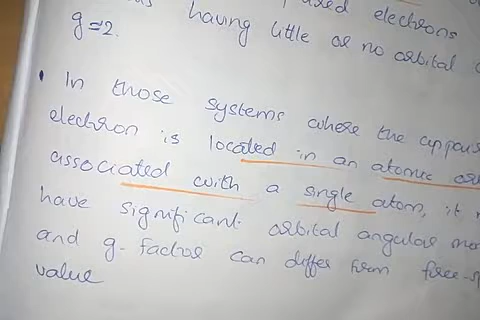 having little or no orbital
electrons
g=2.
• In those systems where the
electron is located in an atomic
associated with a single atom, it
have significant orbital angular
and g-factor can differ from free-
value